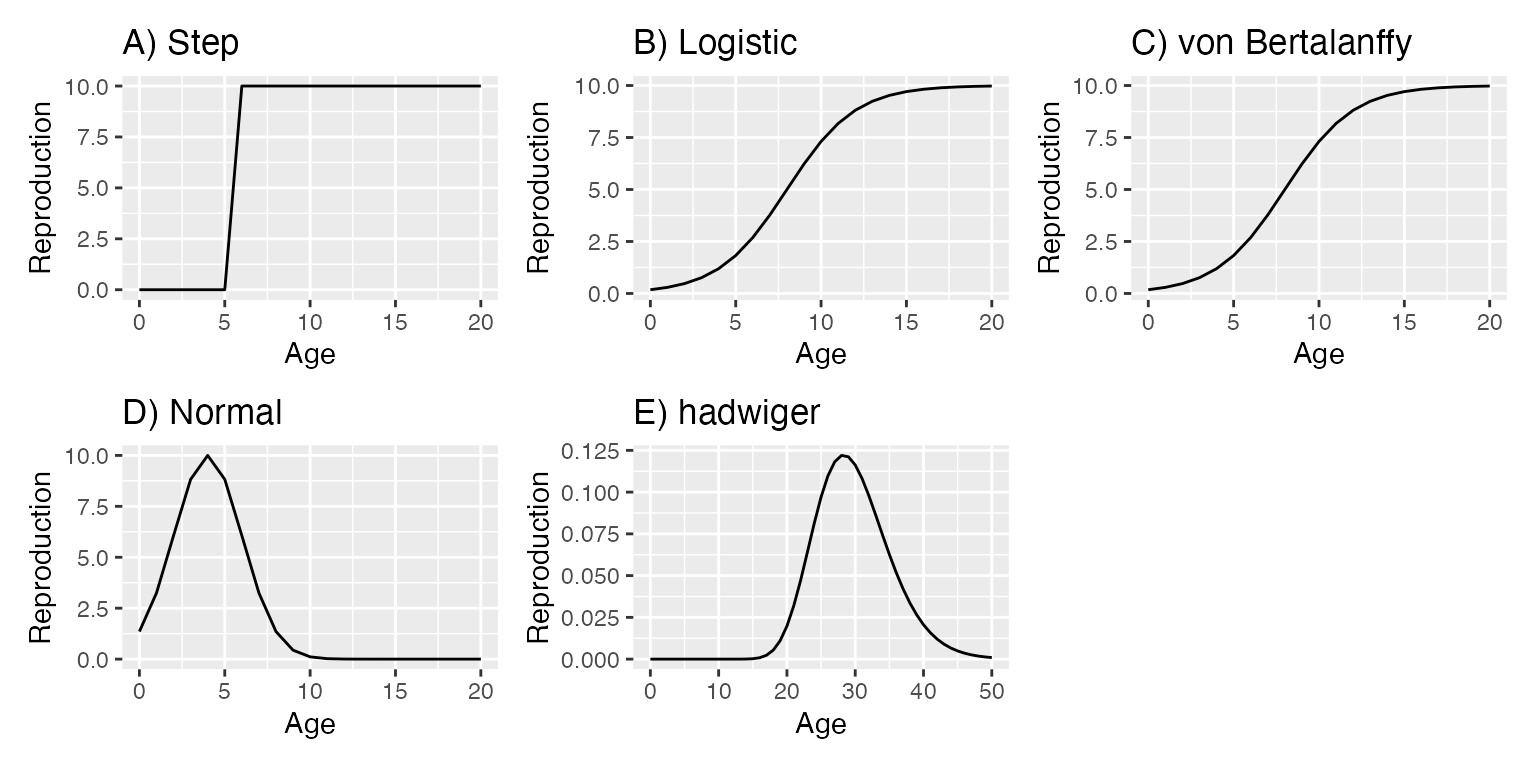 A) Step
B) Logistic
C) von Bertalanffy
10.0
7.5
5.0
2.5
0.0
Reproduction
0 5 10 15 20
Age
10.0
7.5
5.0
2.5
0.0
Reproduction
0 5 10 15 20
Age
10.0
7.5
5.0
2.5
0.0
Reproduction
0 5 10 15 20
Age
D) Normal
E) hadwiger
10.0
7.5
5.0
2.5
0.0
Reproduction
0 5 10 15 20
Age
0.125
0.100
0.075
0.050
0.025
0.000
Reproduction
0 10 20 30 40 50
Age